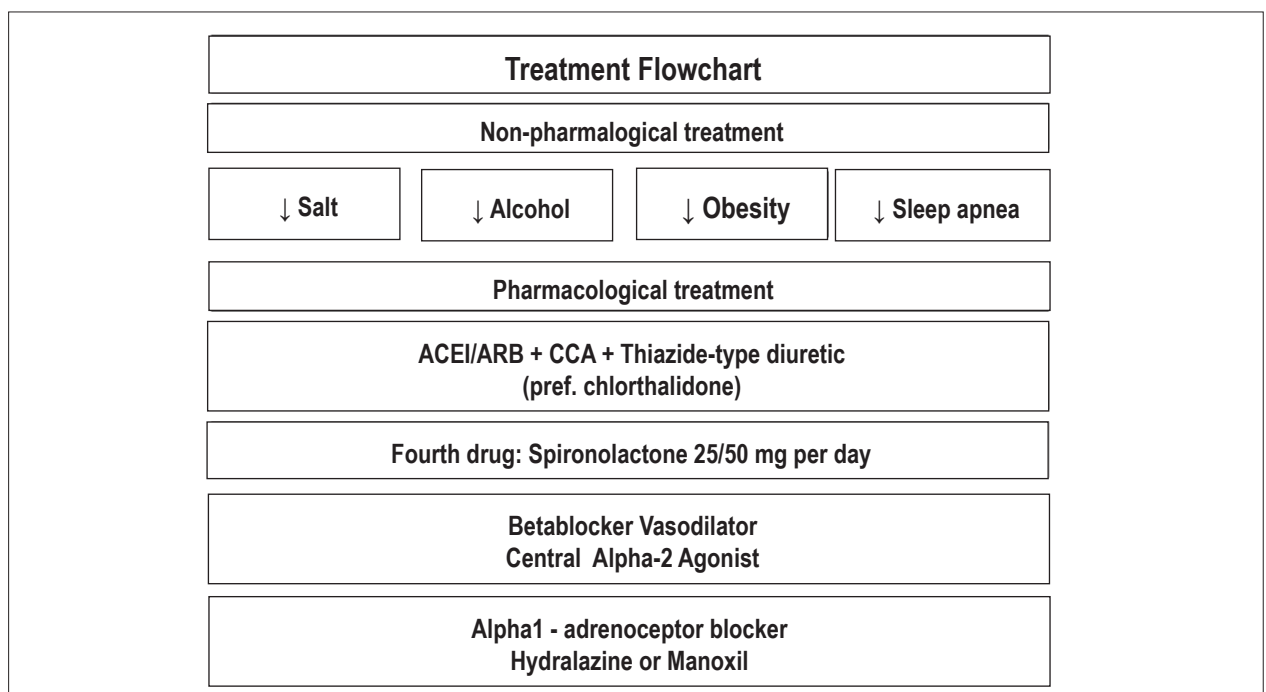 Treatment Flowchart
Non-pharmalogical treatment
↓ Salt
↓ Alcohol
↓ Obesity
↓ Sleep apnea
Pharmacological treatment
ACEI/ARB + CCA + Thiazide-type diuretic
(pref. chlorthalidone)
Fourth drug: Spironolactone 25/50 mg per day
Betablocker Vasodilator
Central Alpha-2 Agonist
Alpha1 - adrenoceptor blocker
Hydralazine or Manoxil